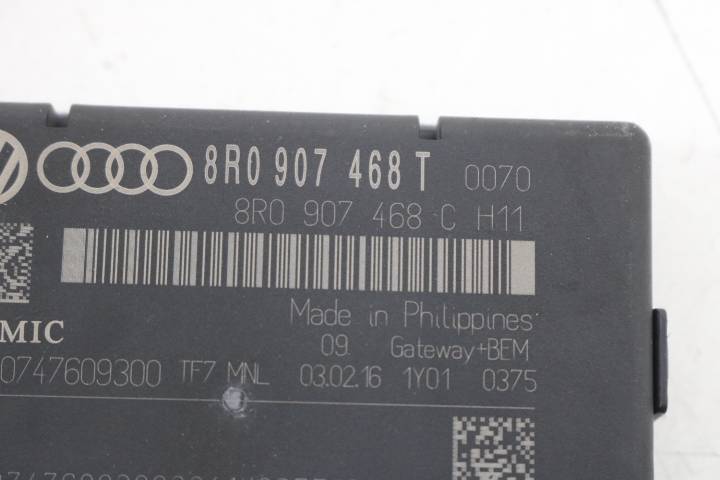 8R0 907 468 T 0070
8R0 907 468 C H11
Made in Philippines
MIC
09. Gateway+BEM
0747609300 TF7 MNL 03.02.16 1Y01 0375